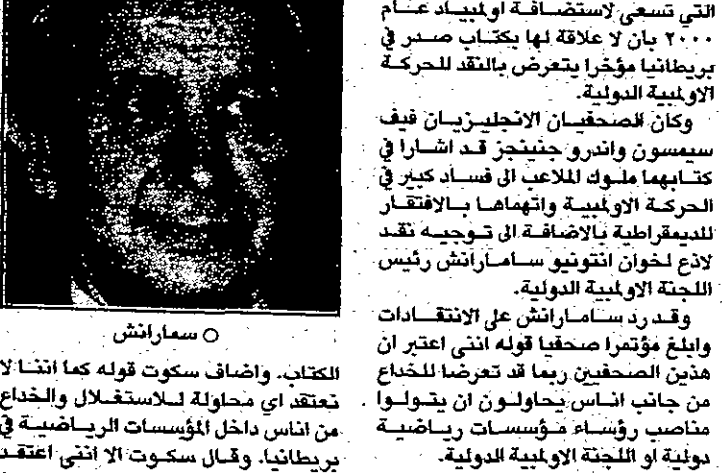 التي تسعى لاستضافة اولمبياد عام
٢٠٠٠ بان لا علاقة لها بكتاب صدر في
بريطانيا مؤخرا يتعرض بالنقد للحركة
الاولمبية الدولية.
وكان الصحفيان الانجليزيان فيف
سيمسون واندرو جنينجز قد اشارا في
كتابهما ملوك الملاعب الى فساد كبير في
الحركة الاولمبية واتهماها بالافتقار
للديمقراطية بالاضافة الى توجيه نقد
لاذع لخوان انتونيو سامارانش رئيس
اللجنة الاولمبية الدولية.
وقد رد سامارانش على الانتقادات
وابلغ مؤتمرا صحفيا قوله اننى اعتبر ان
هذين الصحفيين ربما قد تعرضا للخداع
من جانب اناس يحاولون ان يتولوا
مناصب رؤساء مؤسسات رياضية
دولية او اللجنة الاولمبية الدولية.
○ سمارانش
الكتاب. واضاف سكوت قوله كما اننا لا
نعتقد اي محاولة للاستغلال والخداع
من اناس داخل المؤسسات الرياضية في
بريطانيا. وقال سكوت الا اننى اعتقد